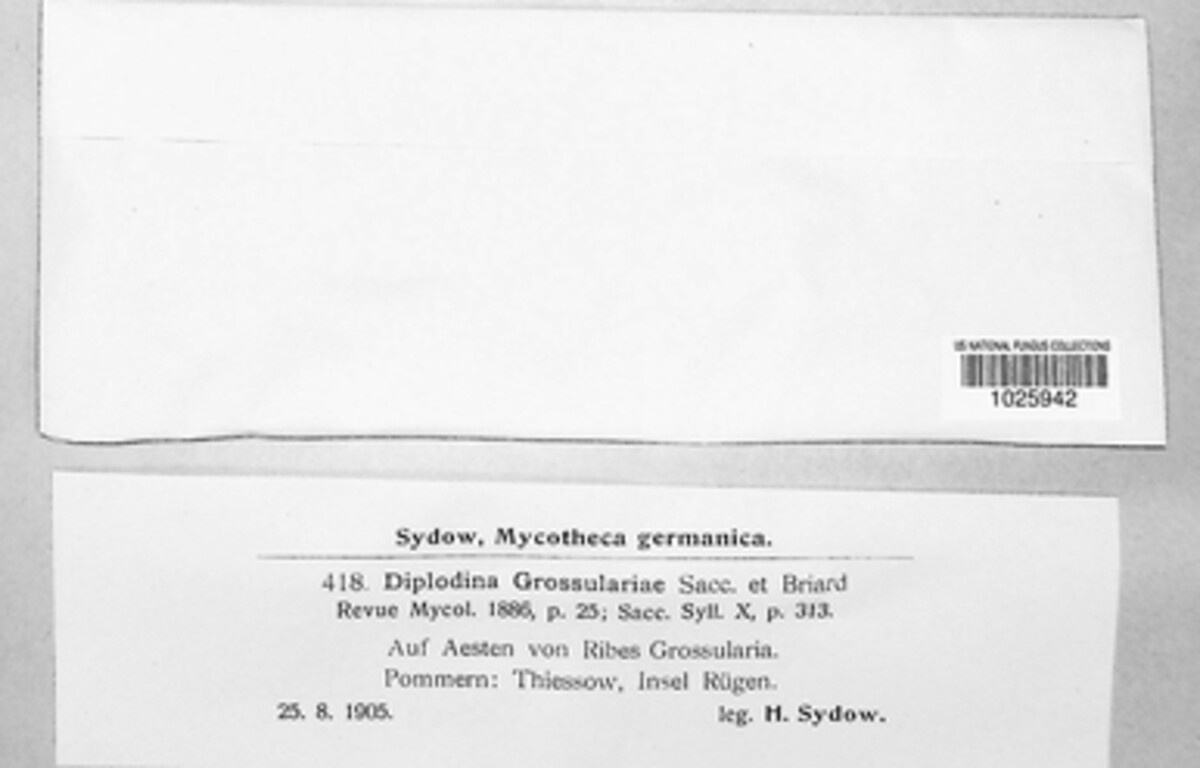 US NATIONAL FUNGUS COLLECTIONS
1025942
Sydow, Mycotheca germanica.
418. Diplodina Grossulariae Sacc. et Briard
Revue Mycol. 1886, p. 25; Sacc. Syll. X, p. 313.
Auf Aesten von Ribes Grossularia.
Pommern: Thiessow, Insel Rügen.
25. 8. 1905. leg. H. Sydow.